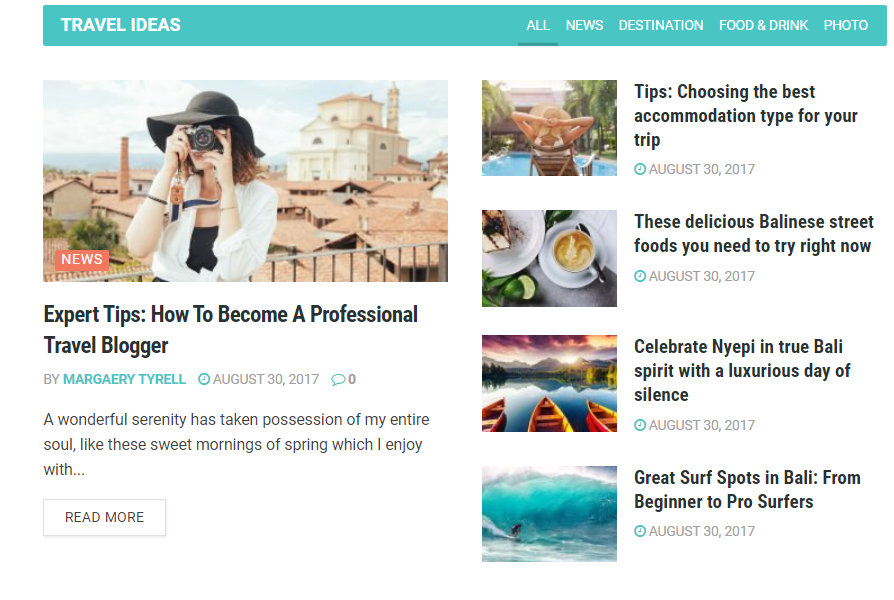 TRAVEL IDEAS
ALL NEWS DESTINATION FOOD & DRINK PHOTO
NEWS
Expert Tips: How To Become A Professional
Travel Blogger
BY MARGAERY TYRELL AUGUST 30, 2017 0
A wonderful serenity has taken possession of my entire
soul, like these sweet mornings of spring which I enjoy
with...
READ MORE
Tips: Choosing the best
accommodation type for your
trip
AUGUST 30, 2017
These delicious Balinese street
foods you need to try right now
AUGUST 30, 2017
Celebrate Nyepi in true Bali
spirit with a luxurious day of
silence
AUGUST 30, 2017
Great Surf Spots in Bali: From
Beginner to Pro Surfers
AUGUST 30, 2017